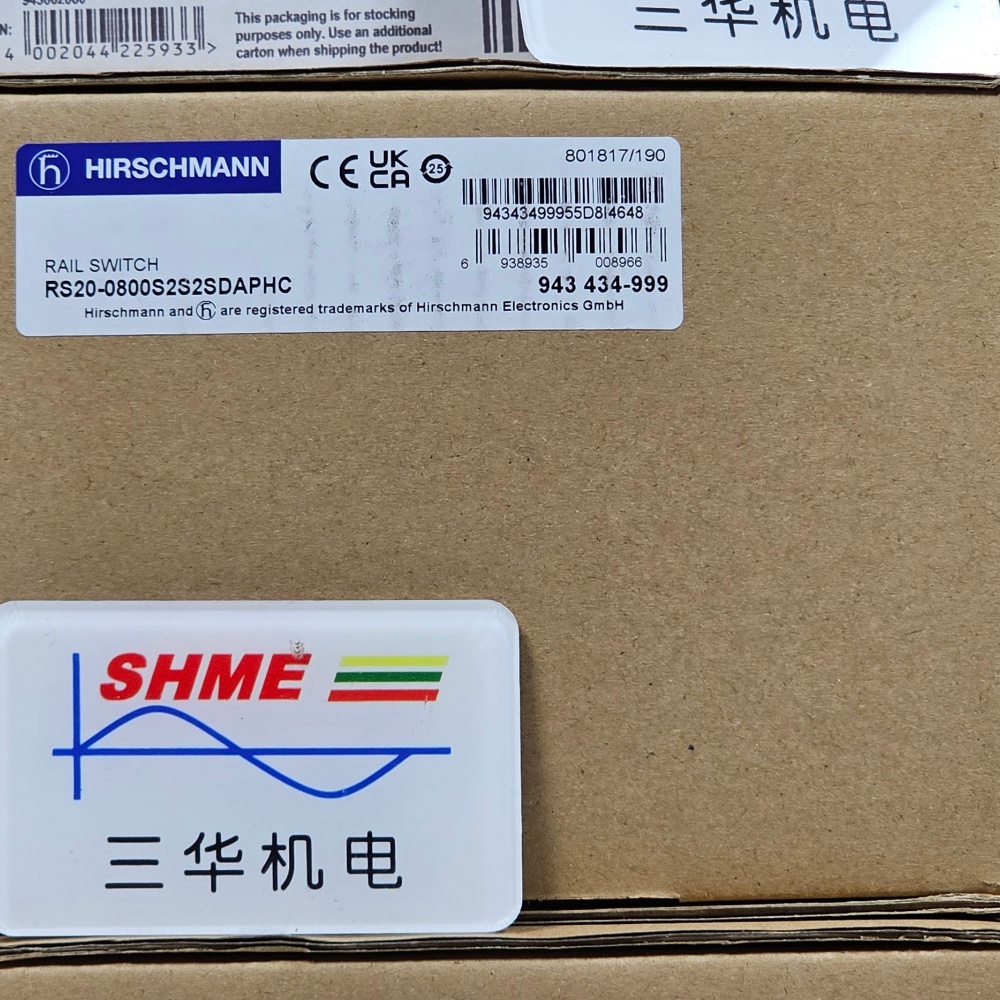 N:
4 002044 225933 >
This packaging is for stocking
purposes only. Use an additional
carton when shipping the product!
三华机电
HIRSCHMANN
CE UK CA 25
801817/190
94343499955D8I4648
6 938935 008966
RAIL SWITCH
RS20-0800S2S2SDAPHC
943 434-999
Hirschmann and h are registered trademarks of Hirschmann Electronics GmbH
SHME
三华机电